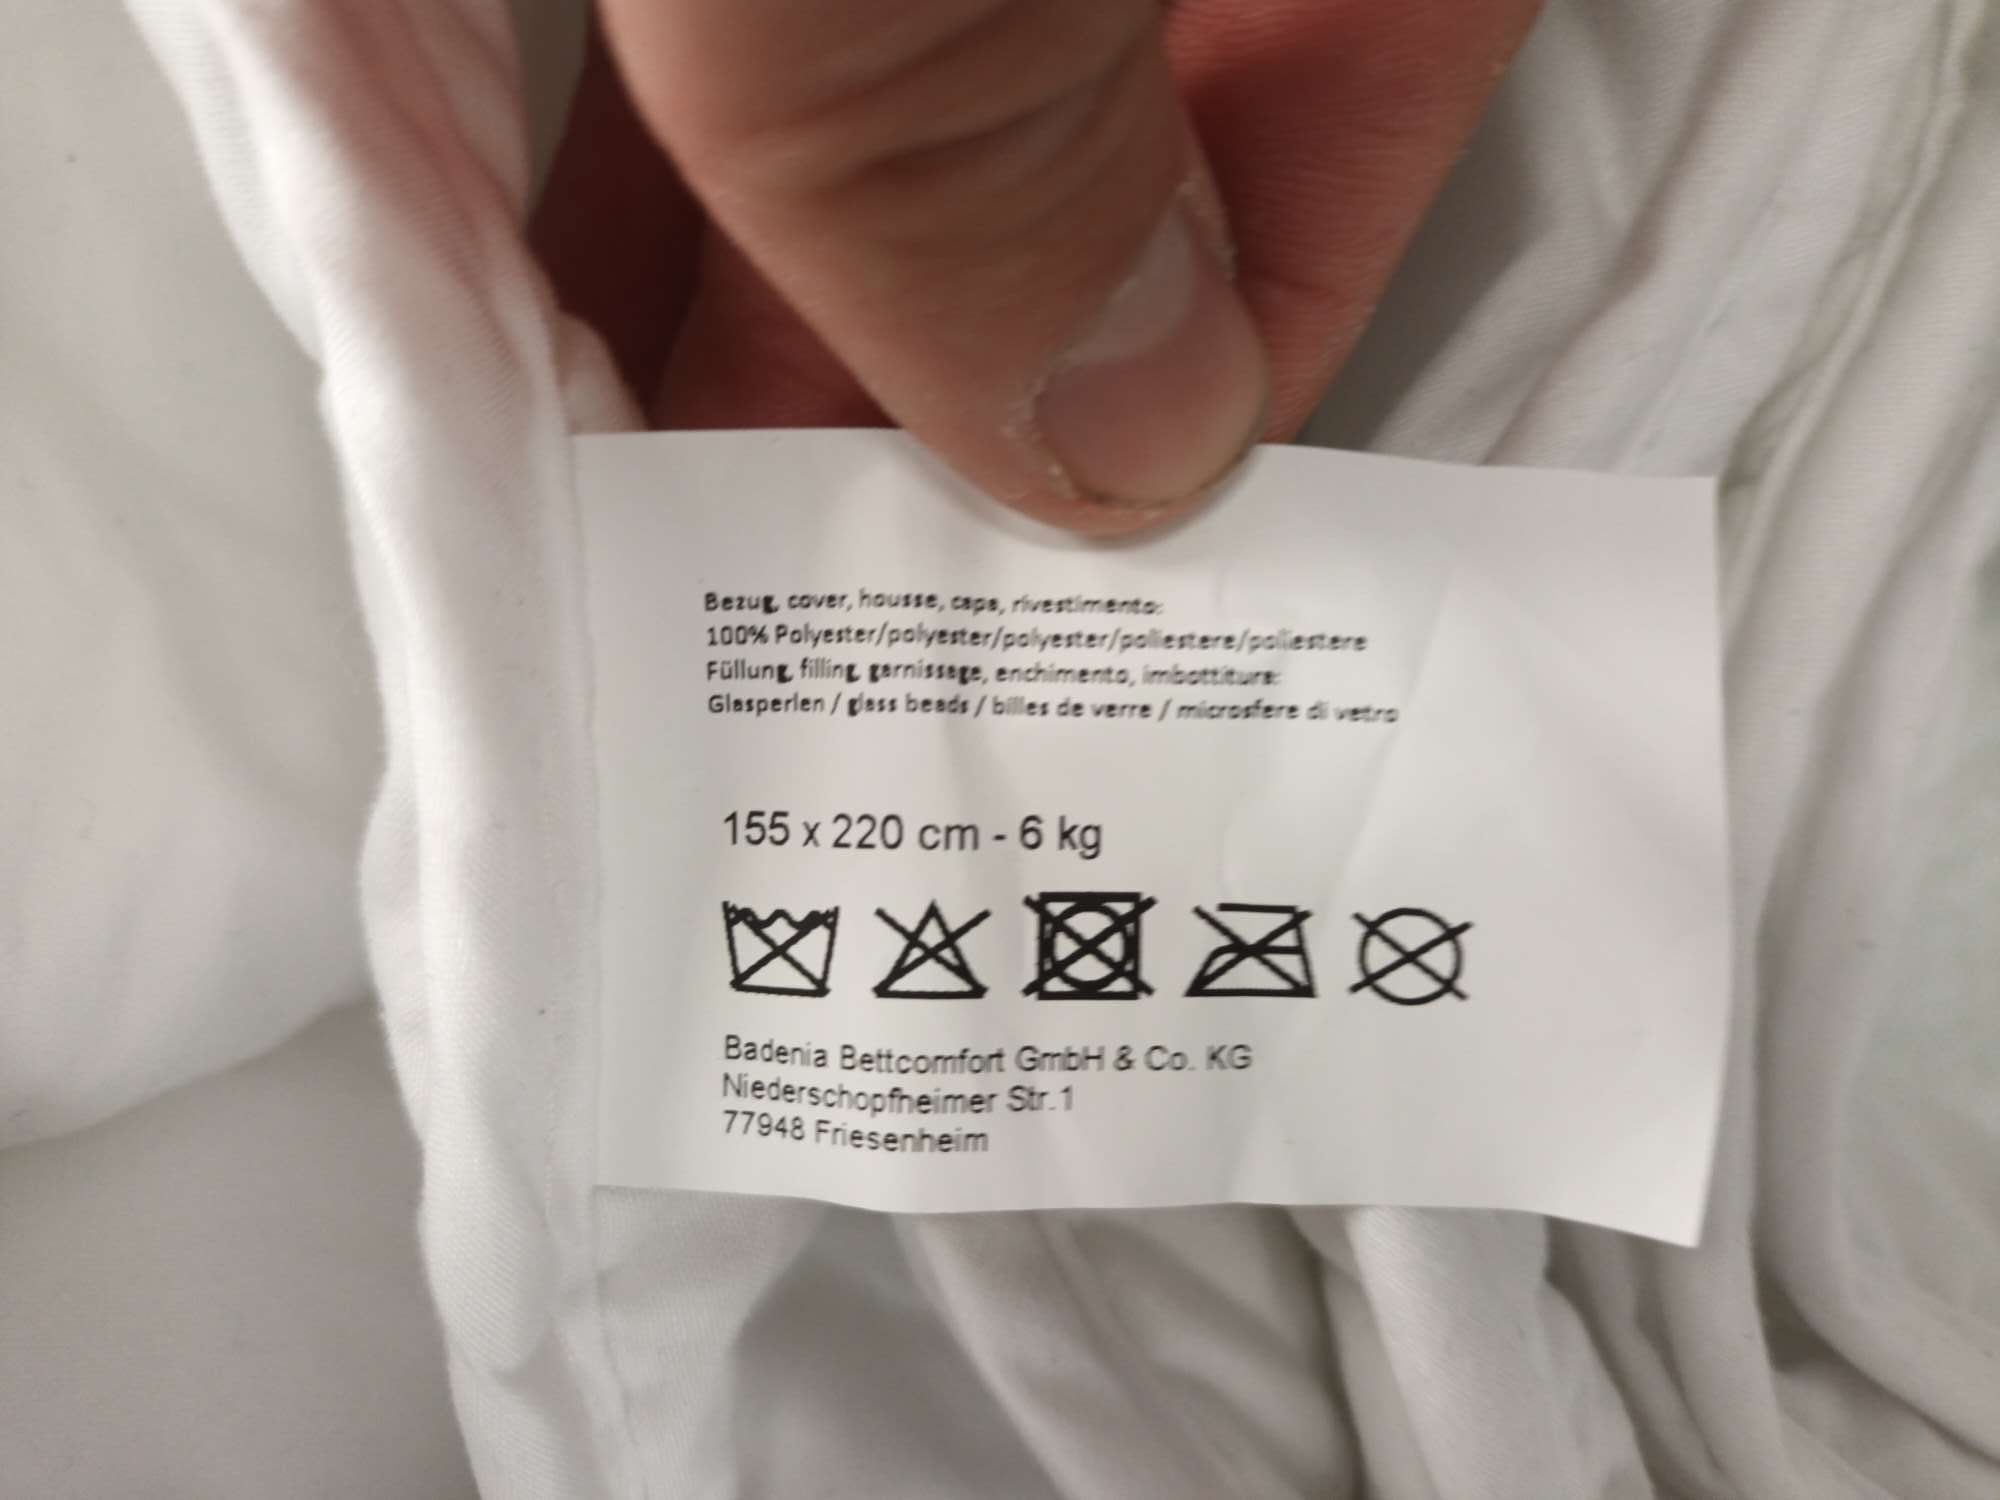 Bezug, cover, housse, capa, rivestimento:
100% Polyester/polyester/polyester/poliestere/poliestere
Füllung, filling, garnissage, enchimento, imbottitura:
Glasperlen / glass beads / billes de verre / microsfere di vetro
155 x 220 cm - 6 kg
Badenia Bettcomfort GmbH & Co. KG
Niederschopfheimer Str.1
77948 Friesenheim